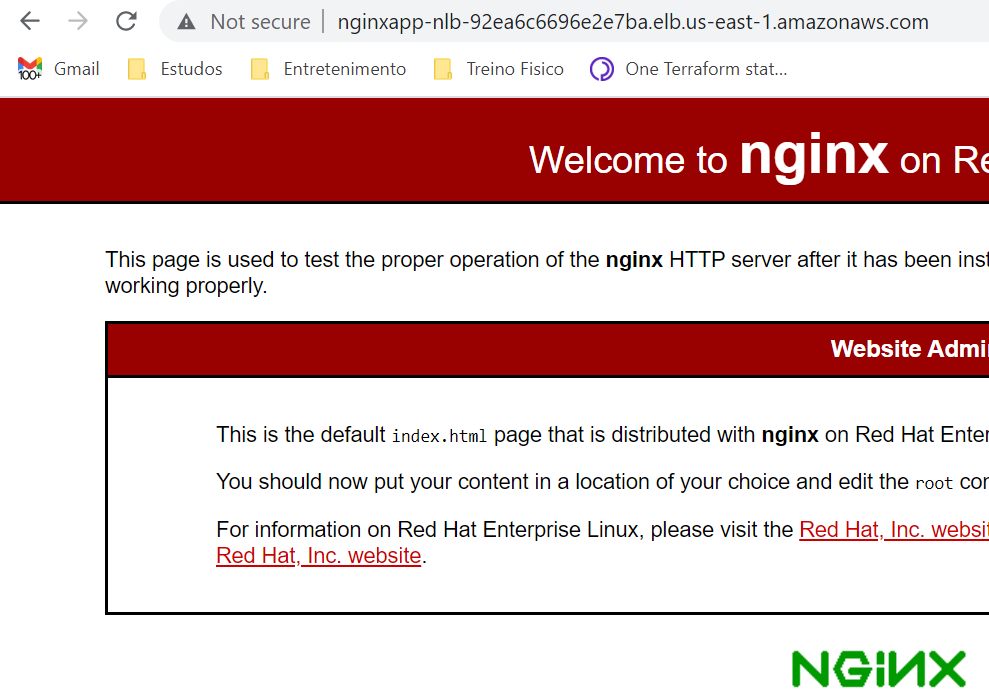 Not secure nginxapp-nlb-92ea6c6696e2e7ba.elb.us-east-1.amazonaws.com
100+ Gmail Estudos Entretenimento Treino Fisico One Terraform stat...
Welcome to nginx on Re
This page is used to test the proper operation of the nginx HTTP server after it has been inst
working properly.
Website Admi
This is the default index.html page that is distributed with nginx on Red Hat Enter
You should now put your content in a location of your choice and edit the root con
For information on Red Hat Enterprise Linux, please visit the Red Hat, Inc. websit
Red Hat, Inc. website.
NGINX